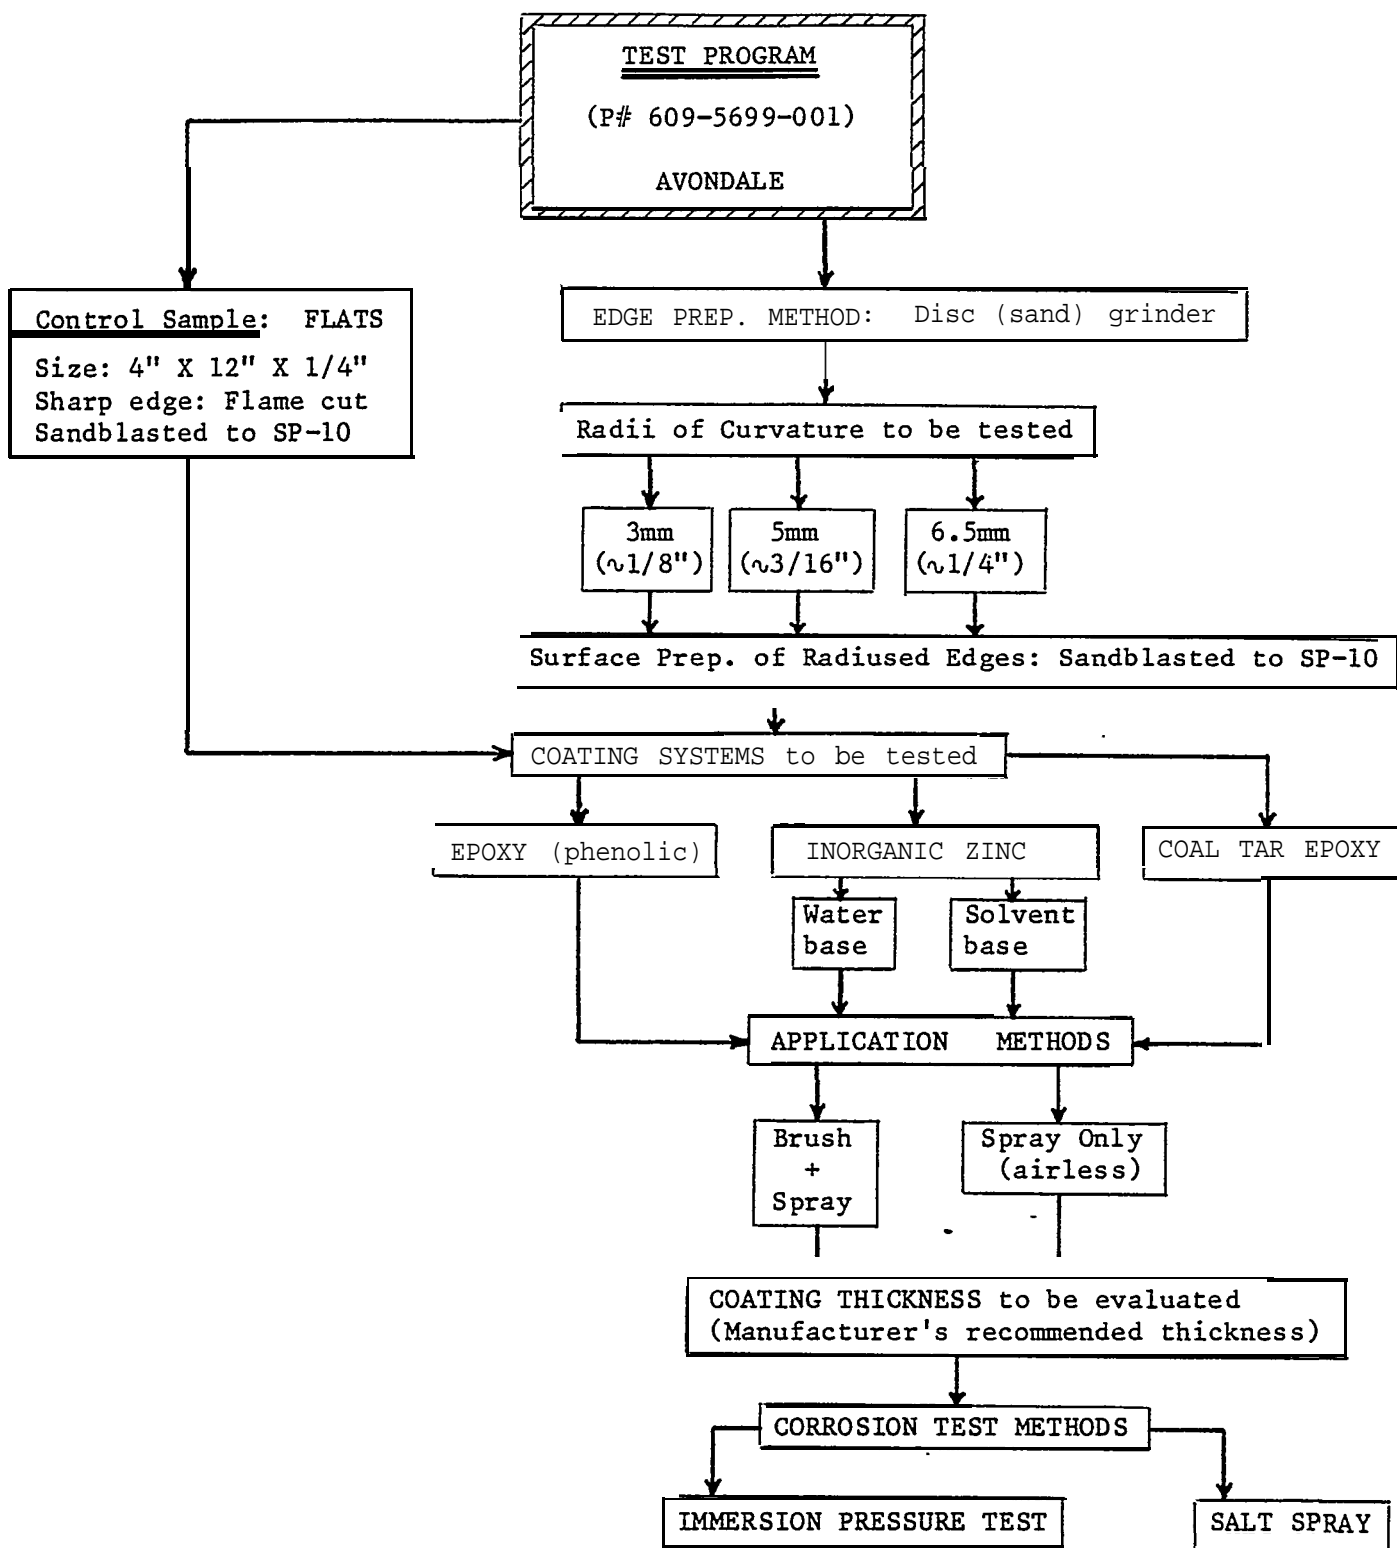 TEST PROGRAM
(P# 609-5699-001)
AVONDALE
Control Sample: FLATS
Size: 4" X 12" X 1/4"
Sharp edge: Flame cut
Sandblasted to SP-10
EDGE PREP. METHOD: Disc (sand) grinder
Radii of Curvature to be tested
3mm
(~1/8")
5mm
(~3/16")
6.5mm
(~1/4")
Surface Prep. of Radiused Edges: Sandblasted to SP-10
COATING SYSTEMS to be tested
EPOXY (phenolic)
INORGANIC ZINC
COAL TAR EPOXY
Water
base
Solvent
base
APPLICATION METHODS
Brush
+
Spray
Spray Only
(airless)
COATING THICKNESS to be evaluated
(Manufacturer's recommended thickness)
CORROSION TEST METHODS
IMMERSION PRESSURE TEST
SALT SPRAY